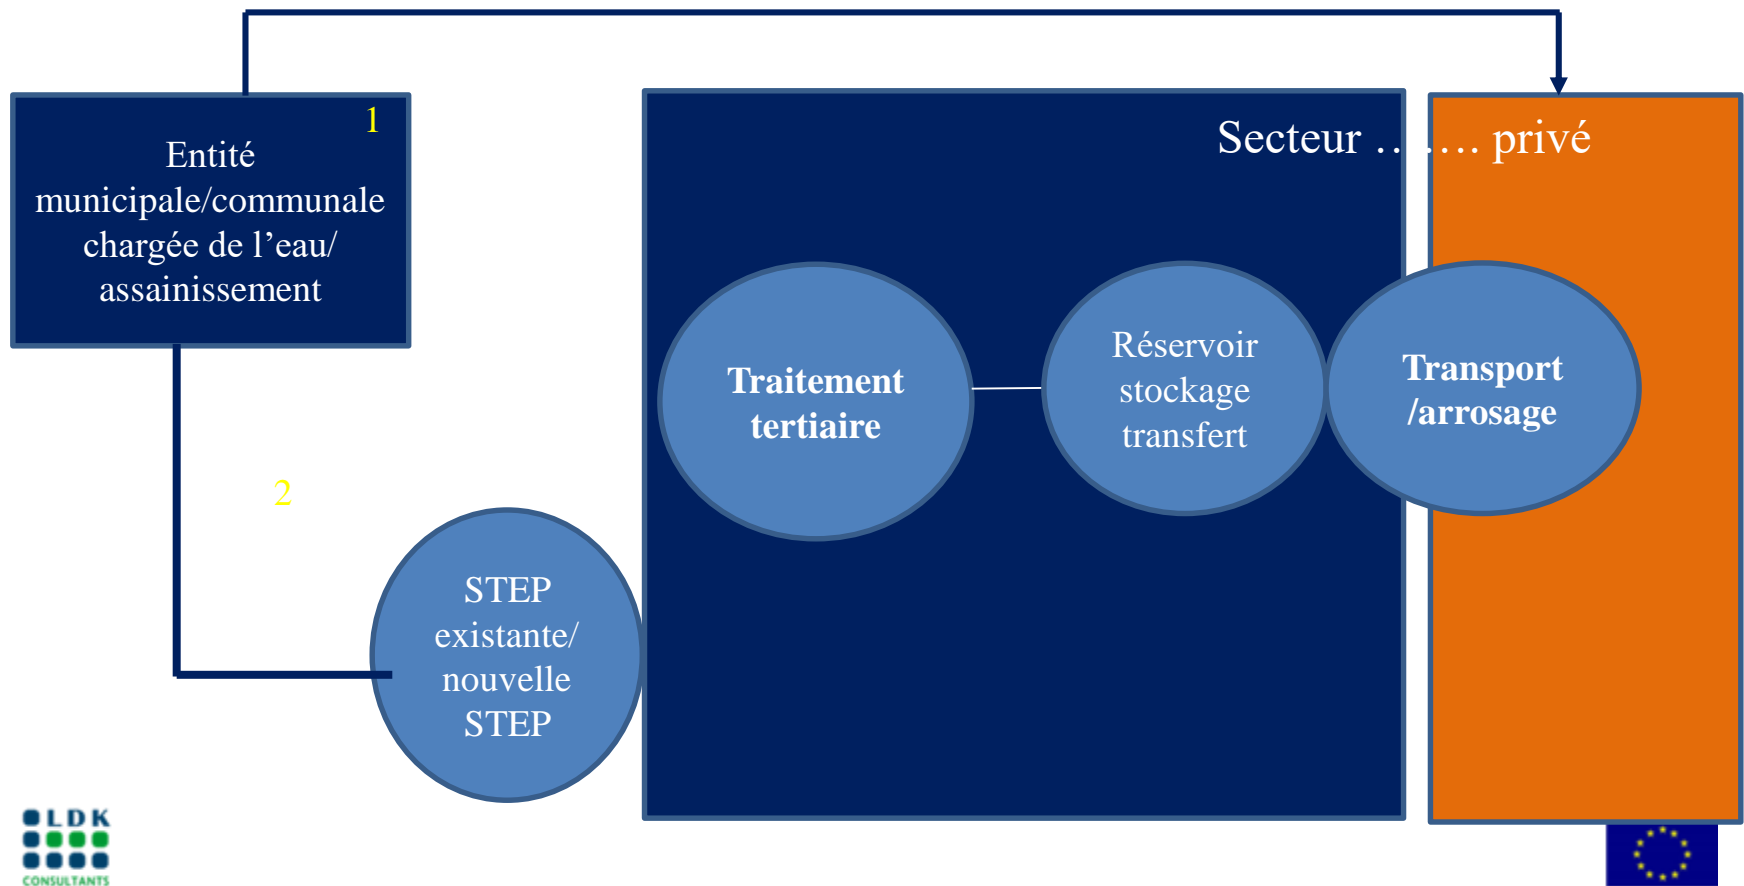 1
Entité
municipale/communale
chargée de l’eau/
assainissement
Secteur ……. privé
Traitement
tertiaire
Réservoir
stockage
transfert
Transport
/arrosage
2
STEP
existante/
nouvelle
STEP
LDK
CONSULTANTS